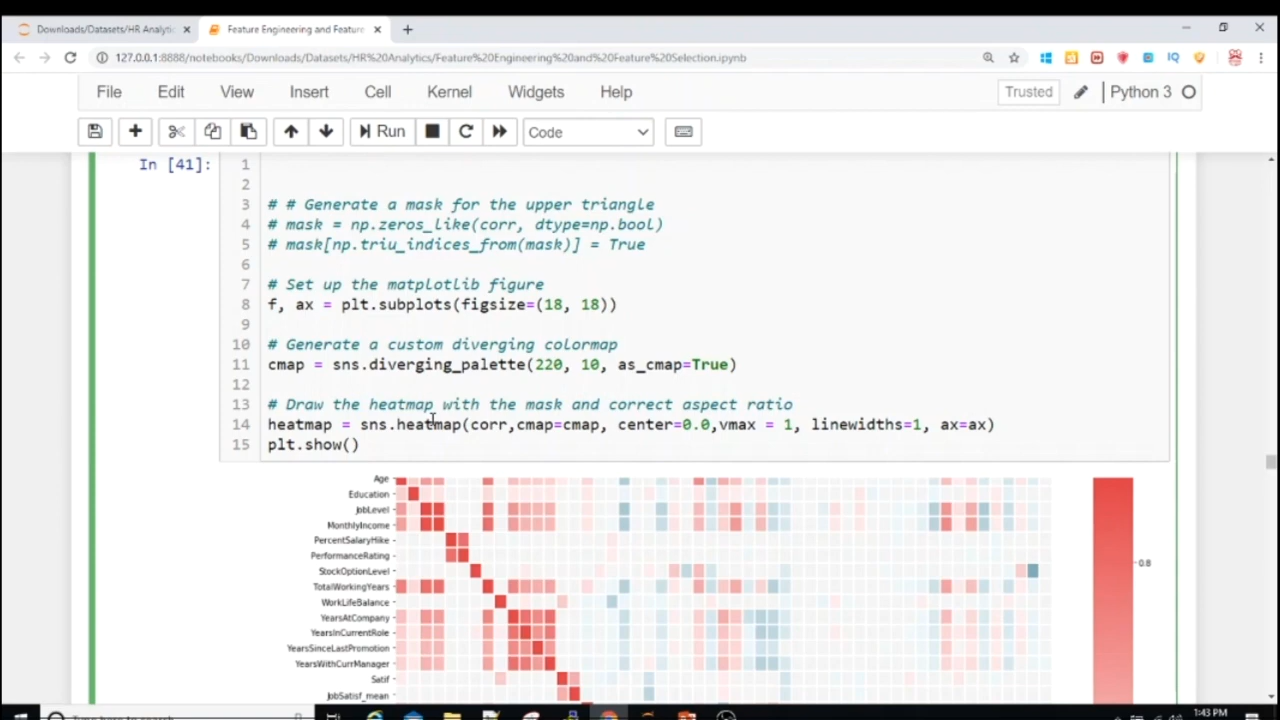 Downloads/Datasets/HR Analytic
Feature Engineering and Feature
127.0.0.1:8888/notebooks/Downloads/Datasets/HR%20Analytics/Feature%20Engineering%20and%20Feature%20Selection.ipynb
File Edit View Insert Cell Kernel Widgets Help
Trusted Python 3
Run Code
In [41]:
1
2
3 # # Generate a mask for the upper triangle
4 # mask = np.zeros_like(corr, dtype=np.bool)
5 # mask[np.triu_indices_from(mask)] = True
6
7 # Set up the matplotlib figure
8 f, ax = plt.subplots(figsize=(18, 18))
9
10 # Generate a custom diverging colormap
11 cmap = sns.diverging_palette(220, 10, as_cmap=True)
12
13 # Draw the heatmap with the mask and correct aspect ratio
14 heatmap = sns.heatmap(corr,cmap=cmap, center=0.0,vmax = 1, linewidths=1, ax=ax)
15 plt.show()
Age
Education
JobLevel
MonthlyIncome
PercentSalaryHike
PerformanceRating
StockOptionLevel
TotalWorkingYears
WorkLifeBalance
YearsAtCompany
YearsInCurrentRole
YearsSinceLastPromotion
YearsWithCurrManager
Satif
JobSatisf_mean
0.8
1:43 PM